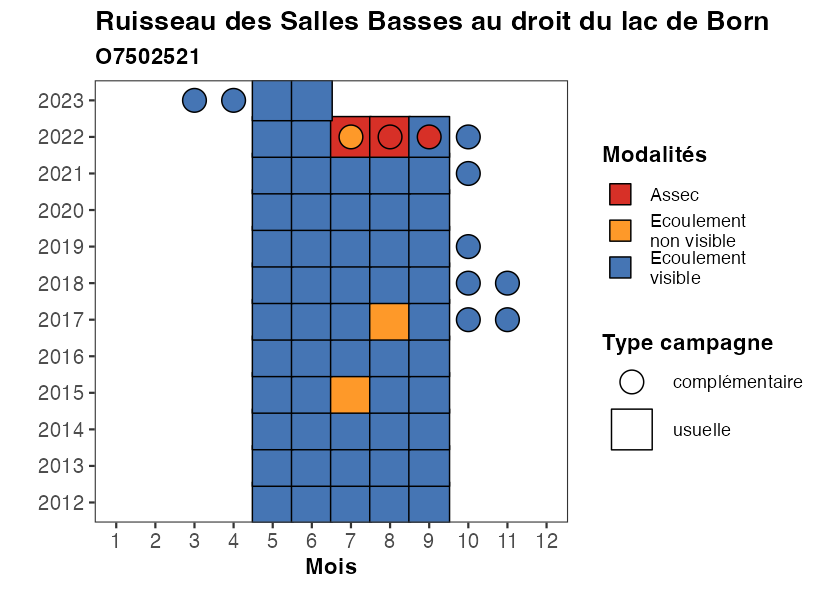 Ruisseau des Salles Basses au droit du lac de Born
O7502521
2023
2022
2021
2020
2019
2018
2017
2016
2015
2014
2013
2012
1 2 3 4 5 6 7 8 9 10 11 12
Mois
Modalités
Assec
Ecoulement
non visible
Ecoulement
visible
Type campagne
complémentaire
usuelle